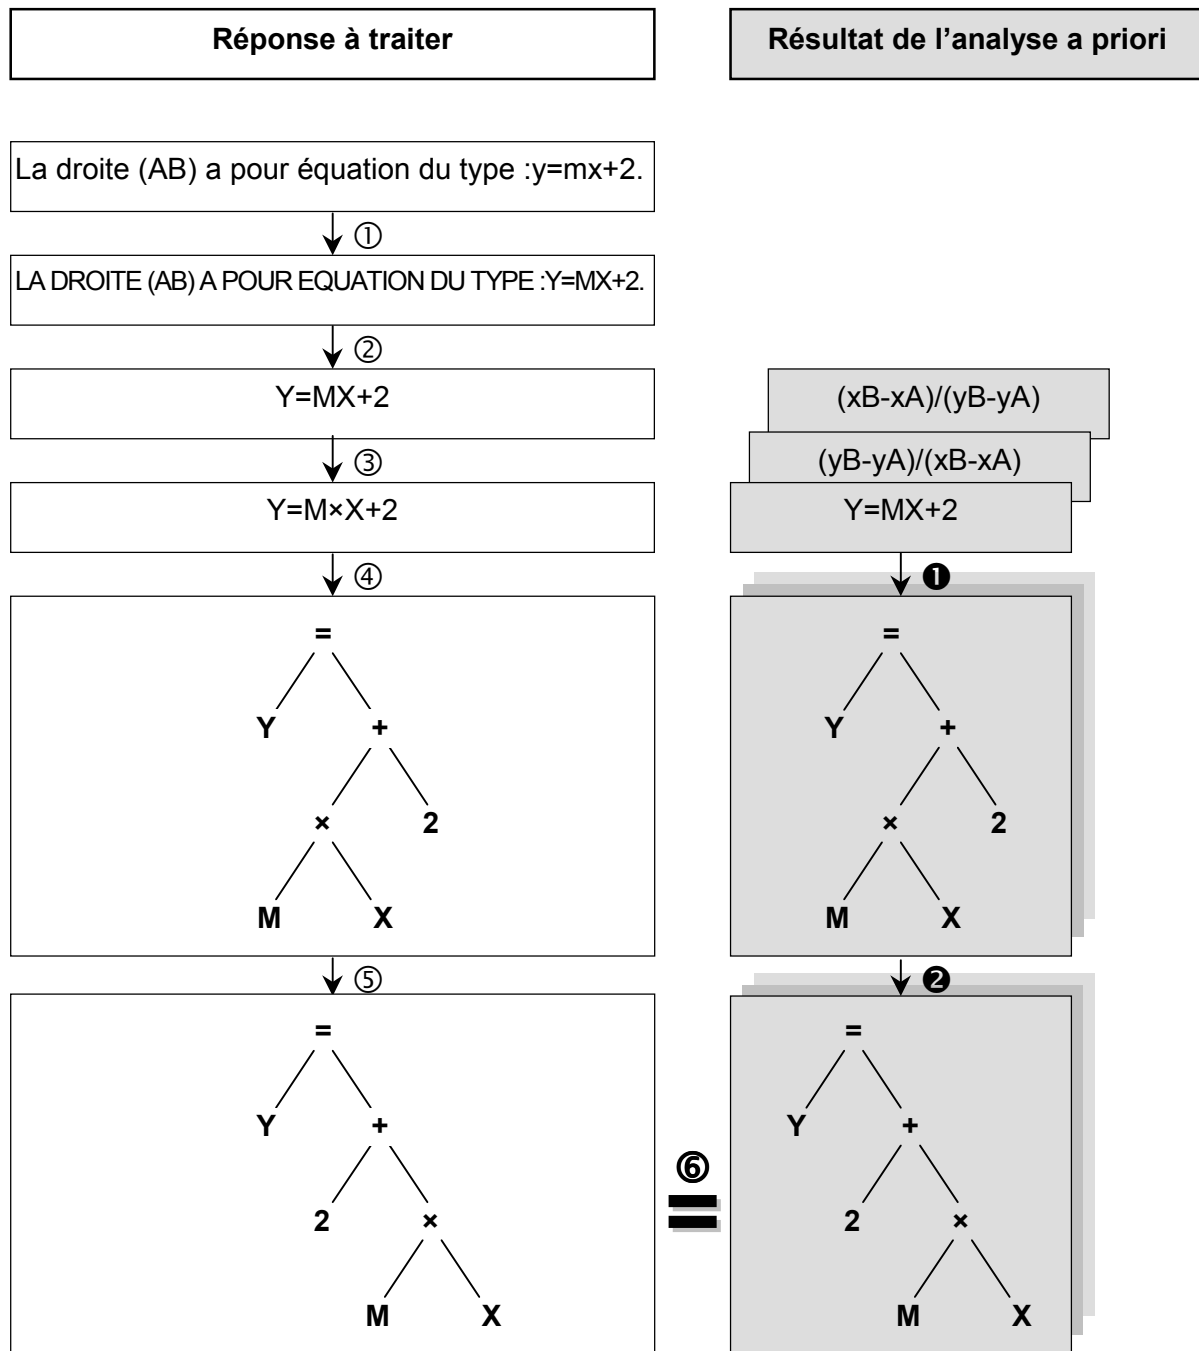 Réponse à traiter
Résultat de l'analyse a priori
La droite (AB) a pour équation du type :y=mx+2.
①
LA DROITE (AB) A POUR EQUATION DU TYPE :Y=MX+2.
②
Y=MX+2
③
Y=M×X+2
④
=
Y +
× 2
M X
⑤
=
Y +
2 ×
M X
⑥
(xB-xA)/(yB-yA)
(yB-yA)/(xB-xA)
Y=MX+2
❶
=
Y +
× 2
M X
❷
=
Y +
2 ×
M X